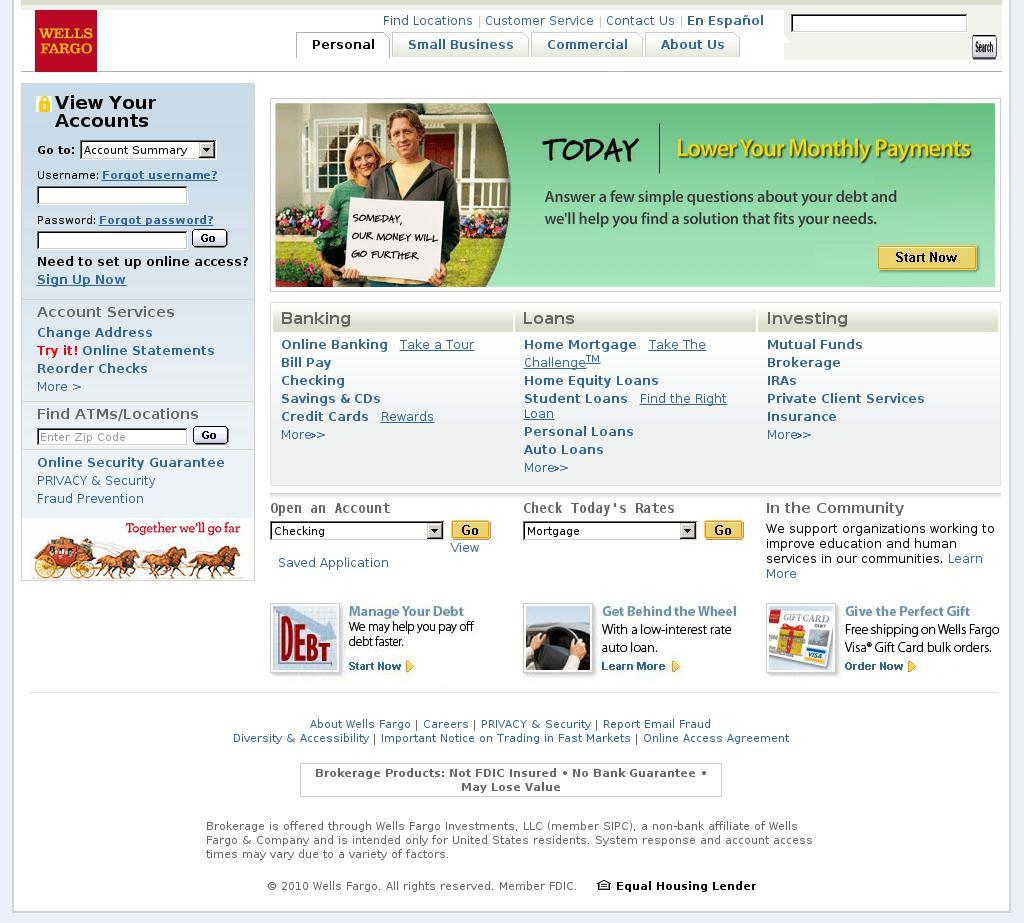 WELLS
FARGO
Find Locations | Customer Service | Contact Us | En Español
Personal
Small Business
Commercial
About Us
Search
View Your
Accounts
Go to: Account Summary
Username: Forgot username?
Password: Forgot password?
Go
Need to set up online access?
Sign Up Now
Account Services
Change Address
Try it! Online Statements
Reorder Checks
More >
Find ATMs/Locations
Enter Zip Code
Go
Online Security Guarantee
PRIVACY & Security
Fraud Prevention
Together we'll go far
SOMEDAY,
OUR MONEY WILL
GO FURTHER
TODAY
Lower Your Monthly Payments
Answer a few simple questions about your debt and
we'll help you find a solution that fits your needs.
Start Now
Banking
Online Banking Take a Tour
Bill Pay
Checking
Savings & CDs
Credit Cards Rewards
More>>
Loans
Home Mortgage Take The
Challenge™
Home Equity Loans
Student Loans Find the Right
Loan
Personal Loans
Auto Loans
More>>
Investing
Mutual Funds
Brokerage
IRAs
Private Client Services
Insurance
More>>
Open an Account
Checking
Go
View
Saved Application
Check Today's Rates
Mortgage
Go
In the Community
We support organizations working to
improve education and human
services in our communities. Learn
More
DEBT
Manage Your Debt
We may help you pay off
debt faster.
Start Now
Get Behind the Wheel
With a low-interest rate
auto loan.
Learn More
GIFT CARD
DEBIT
VISA
Give the Perfect Gift
Free shipping on Wells Fargo
Visa® Gift Card bulk orders.
Order Now
About Wells Fargo | Careers | PRIVACY & Security | Report Email Fraud
Diversity & Accessibility | Important Notice on Trading in Fast Markets | Online Access Agreement
Brokerage Products: Not FDIC Insured • No Bank Guarantee •
May Lose Value
Brokerage is offered through Wells Fargo Investments, LLC (member SIPC), a non-bank affiliate of Wells
Fargo & Company and is intended only for United States residents. System response and account access
times may vary due to a variety of factors.
© 2010 Wells Fargo. All rights reserved. Member FDIC.
Equal Housing Lender